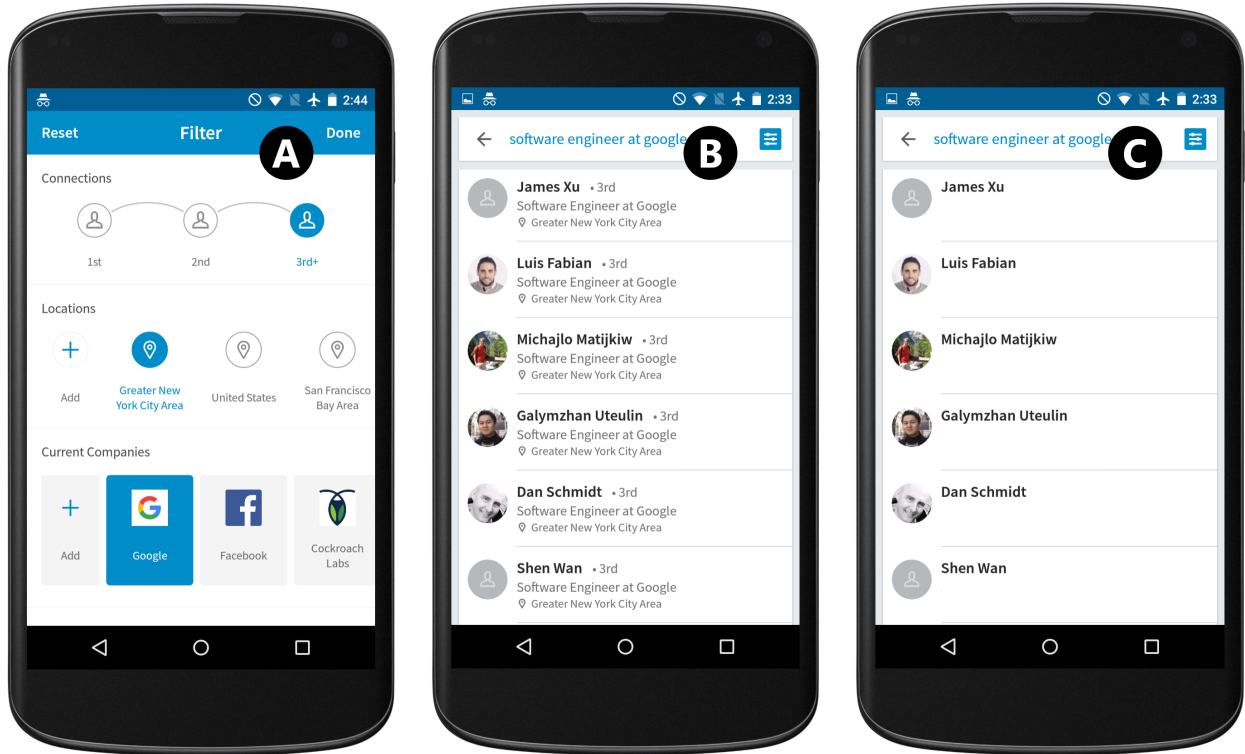 2:44
Reset Filter Done
A
Connections
1st 2nd 3rd+
Locations
Add
Greater New
York City Area
United States
San Francisco
Bay Area
Current Companies
Add
G
Google
f
Facebook
Cockroach
Labs
2:33
software engineer at google
B
James Xu • 3rd
Software Engineer at Google
Greater New York City Area
Luis Fabian • 3rd
Software Engineer at Google
Greater New York City Area
Michajlo Matijkiw • 3rd
Software Engineer at Google
Greater New York City Area
Galymzhan Uteulin • 3rd
Software Engineer at Google
Greater New York City Area
Dan Schmidt • 3rd
Software Engineer at Google
Greater New York City Area
Shen Wan • 3rd
Software Engineer at Google
Greater New York City Area
2:33
software engineer at google
C
James Xu
Luis Fabian
Michajlo Matijkiw
Galymzhan Uteulin
Dan Schmidt
Shen Wan